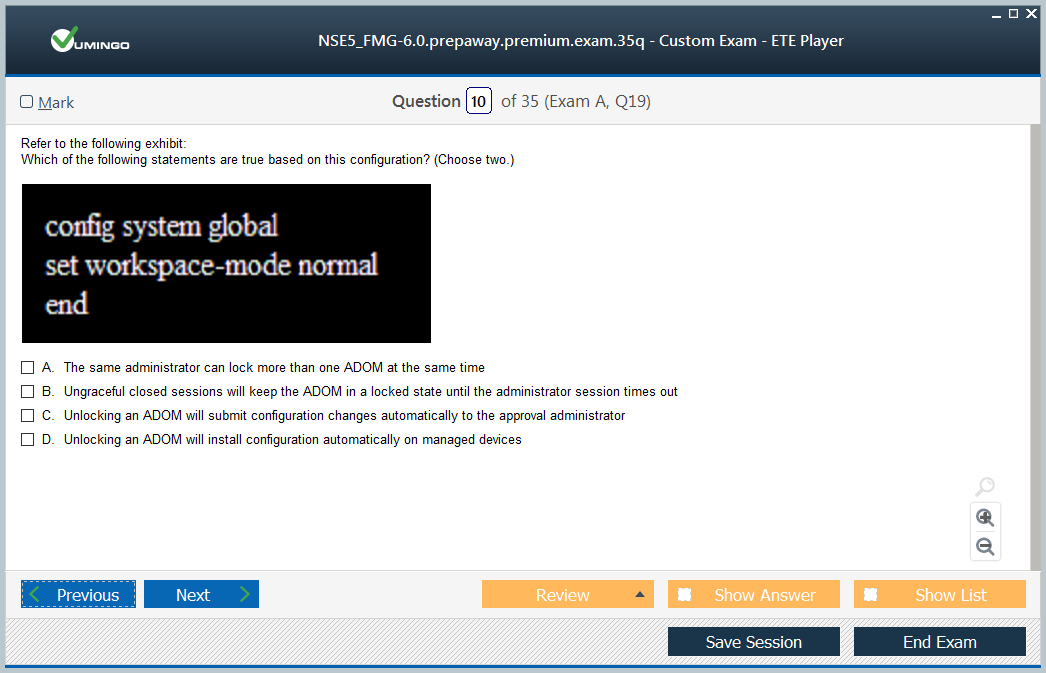 VUMINGO
NSE5_FMG-6.0.prepaway.premium.exam.35q - Custom Exam - ETE Player
Mark
Question 10 of 35 (Exam A, Q19)
Refer to the following exhibit:
Which of the following statements are true based on this configuration? (Choose two.)
config system global
set workspace-mode normal
end
A. The same administrator can lock more than one ADOM at the same time
B. Ungraceful closed sessions will keep the ADOM in a locked state until the administrator session times out
C. Unlocking an ADOM will submit configuration changes automatically to the approval administrator
D. Unlocking an ADOM will install configuration automatically on managed devices
Previous
Next
Review
Show Answer
Show List
Save Session
End Exam